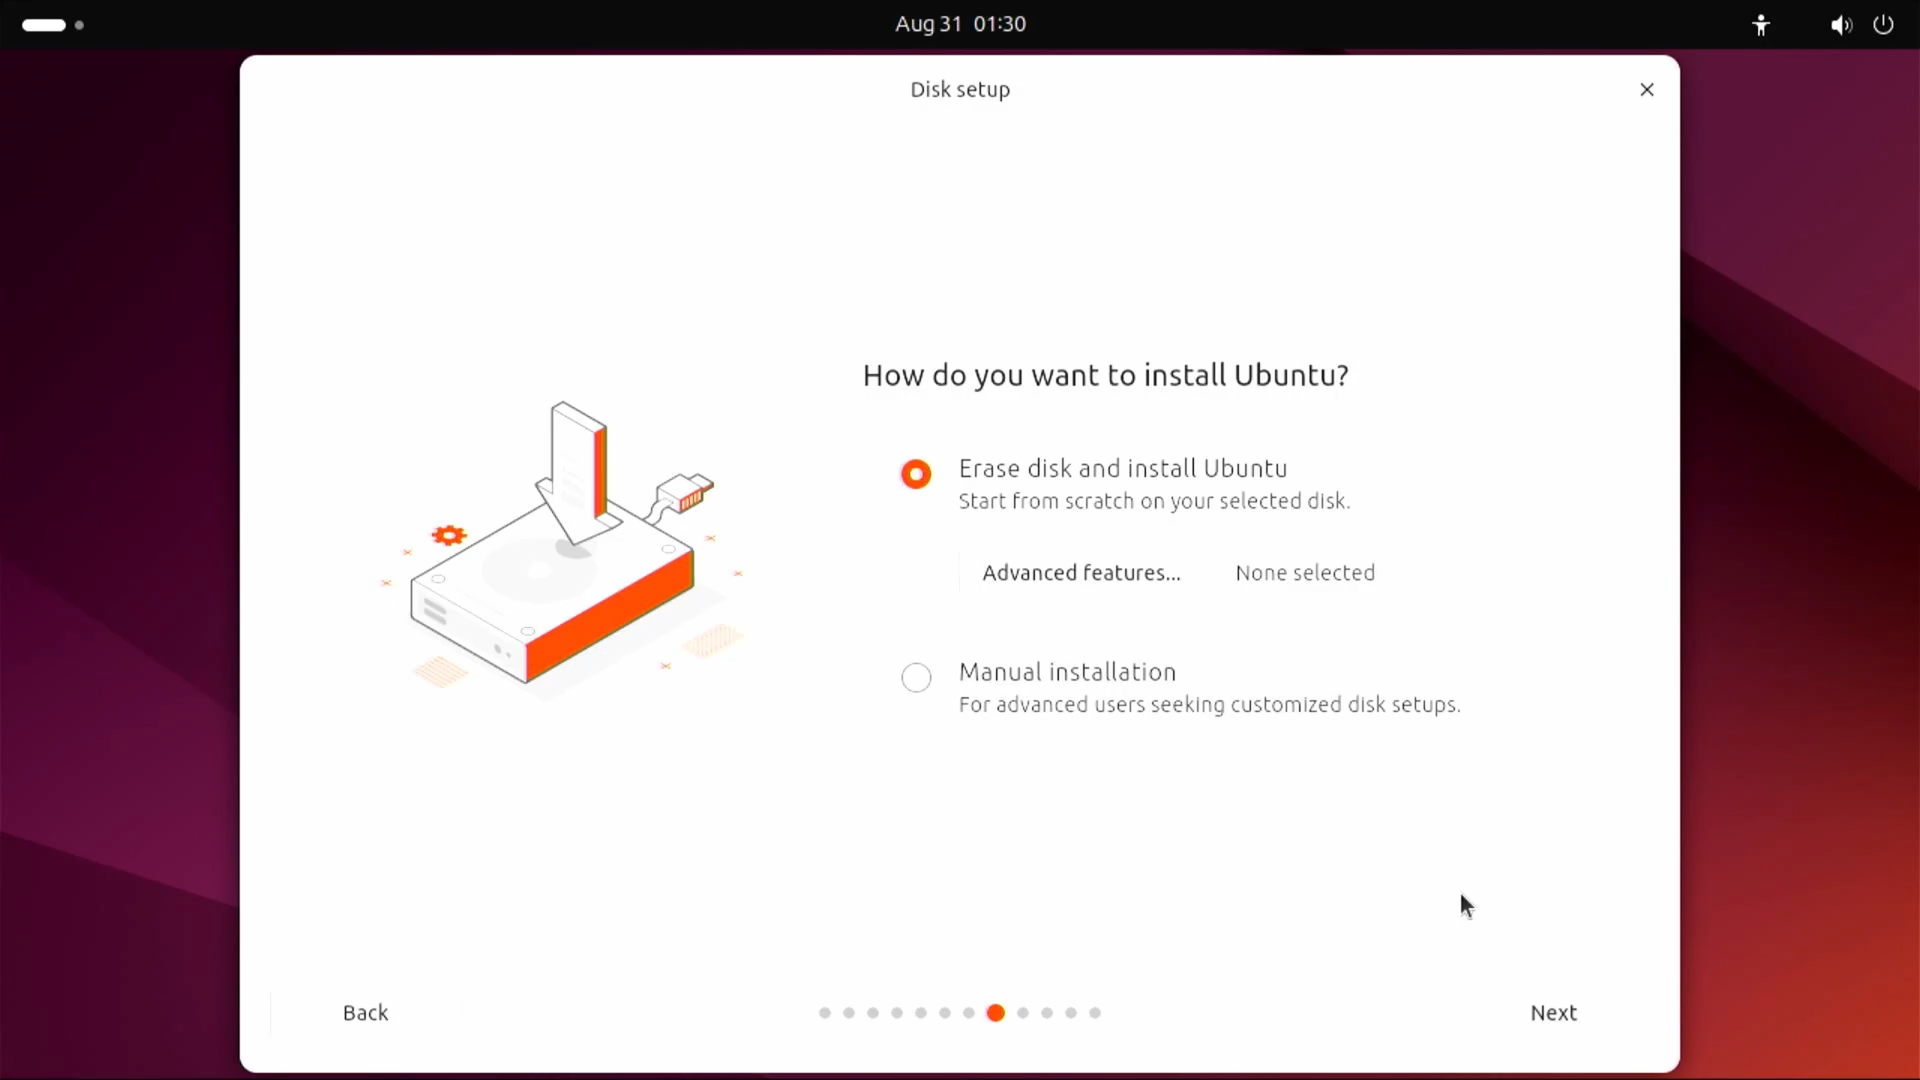 Aug 31 01:30
Disk setup
How do you want to install Ubuntu?
Erase disk and install Ubuntu
Start from scratch on your selected disk.
Advanced features...
None selected
Manual installation
For advanced users seeking customized disk setups.
Back
Next